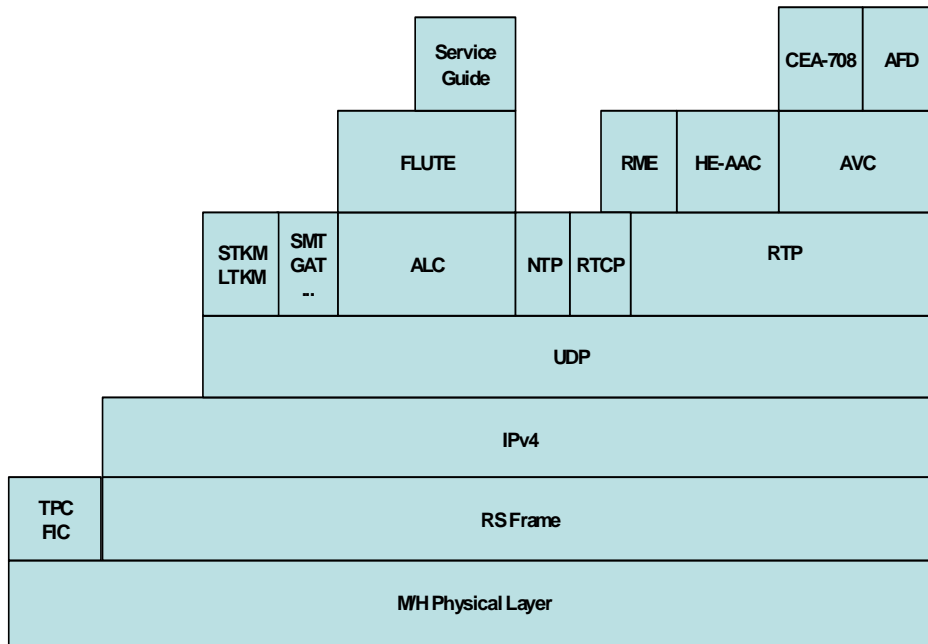 Service
Guide
CEA-708
AFD
FLUTE
RME
HE-AAC
AVC
STKM
LTKM
SMT
GAT
...
ALC
NTP
RTCP
RTP
UDP
IPv4
TPC
FIC
RS Frame
M/H Physical Layer